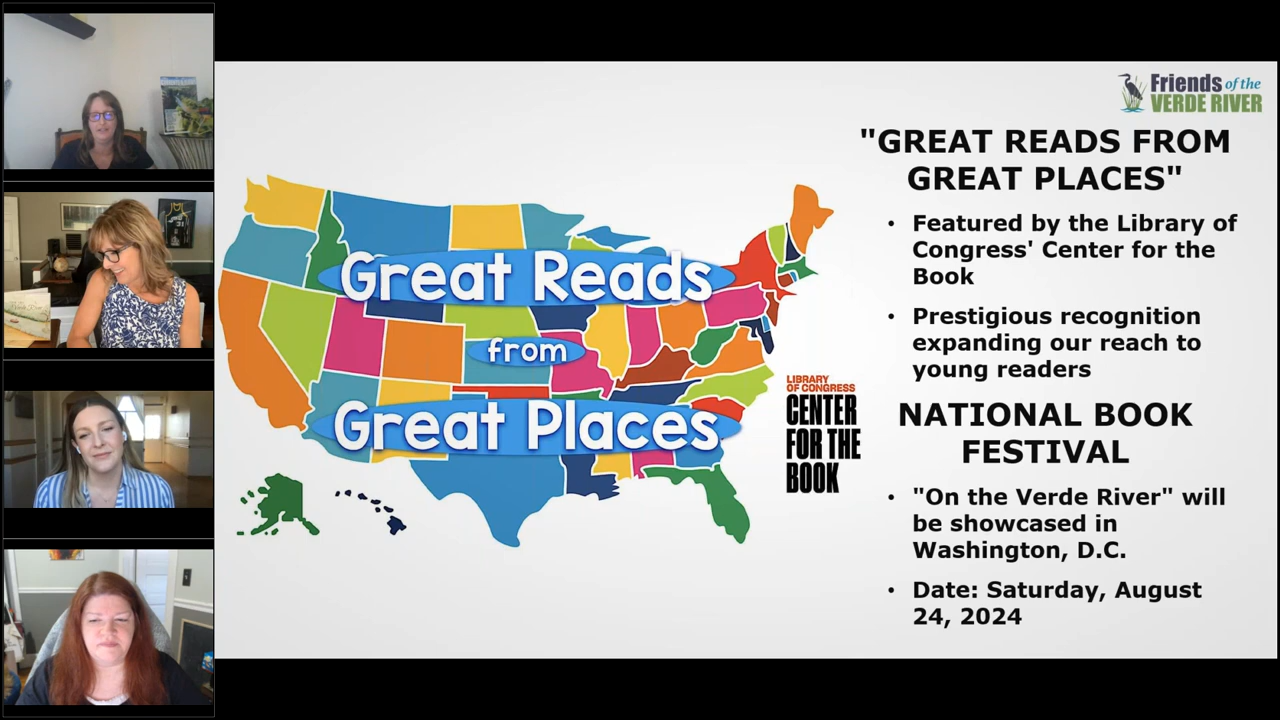 Friends of the
VERDE RIVER
"GREAT READS FROM
GREAT PLACES"
• Featured by the Library of
Congress' Center for the
Book
• Prestigious recognition
expanding our reach to
young readers
NATIONAL BOOK
FESTIVAL
• "On the Verde River" will
be showcased in
Washington, D.C.
• Date: Saturday, August
24, 2024
Great Reads
from
Great Places
LIBRARY
OF CONGRESS
CENTER
FOR THE
BOOK
31